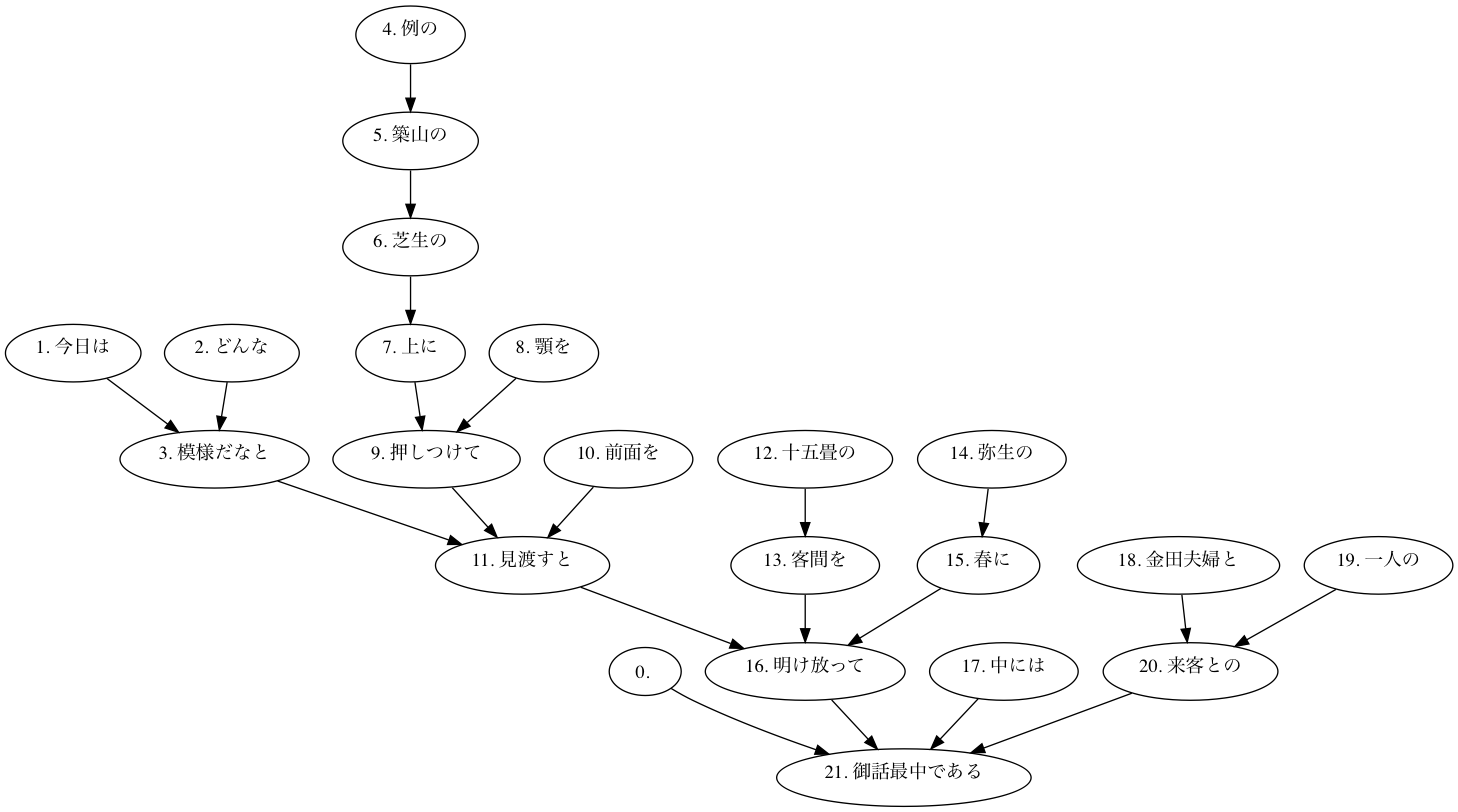 4. 例の
5. 築山の
6. 芝生の
1. 今日は
2. どんな
7. 上に
8. 顎を
3. 模様だなと
9. 押しつけて
10. 前面を
12. 十五畳の
14. 弥生の
11. 見渡すと
13. 客間を
15. 春に
18. 金田夫婦と
19. 一人の
0.
16. 明け放って
17. 中には
20. 来客との
21. 御話最中である